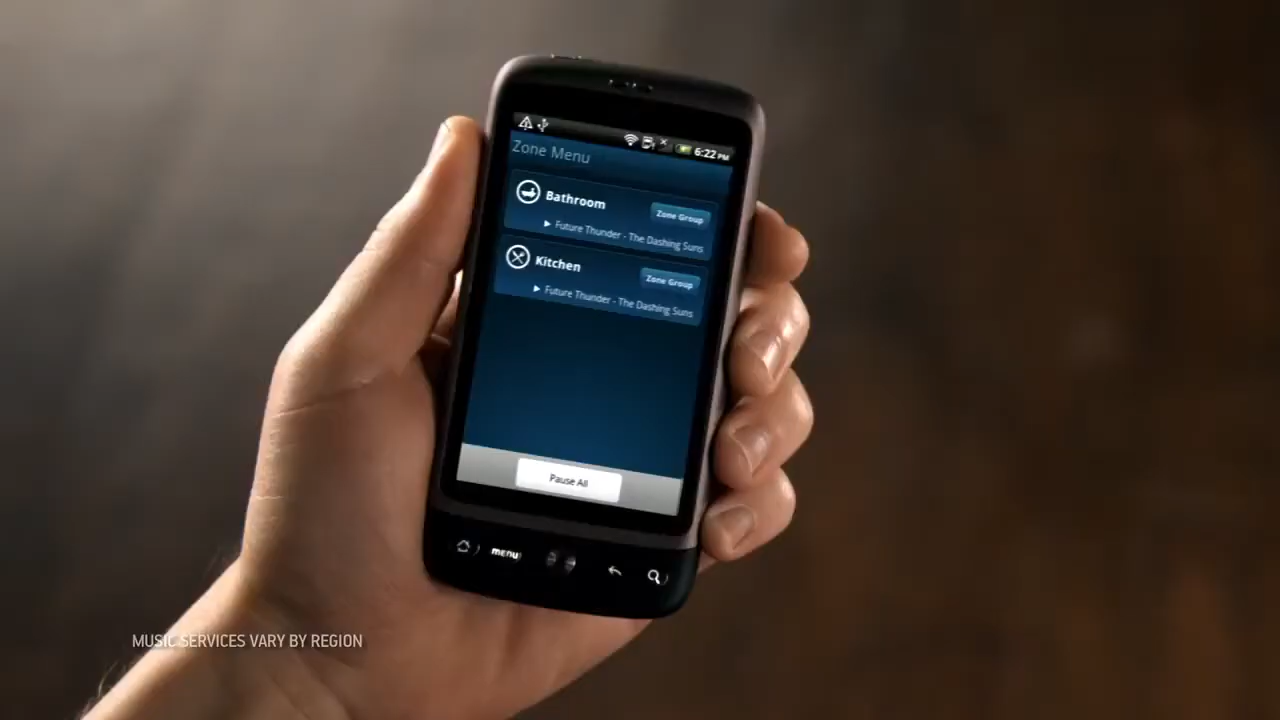 6:22 PM
Zone Menu
Bathroom
Zone Group
Future Thunder - The Dashing Suns
Kitchen
Zone Group
Future Thunder - The Dashing Suns
Pause All
menu
MUSIC SERVICES VARY BY REGION